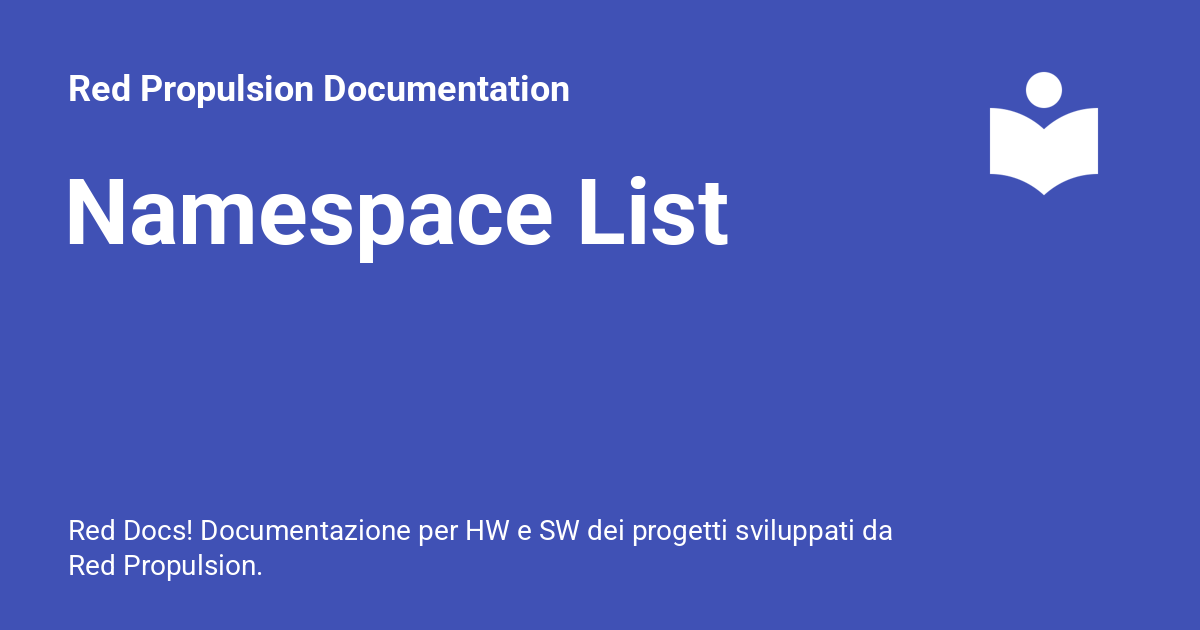 Red Propulsion Documentation
Namespace List
Red Docs! Documentazione per HW e SW dei progetti sviluppati da
Red Propulsion.